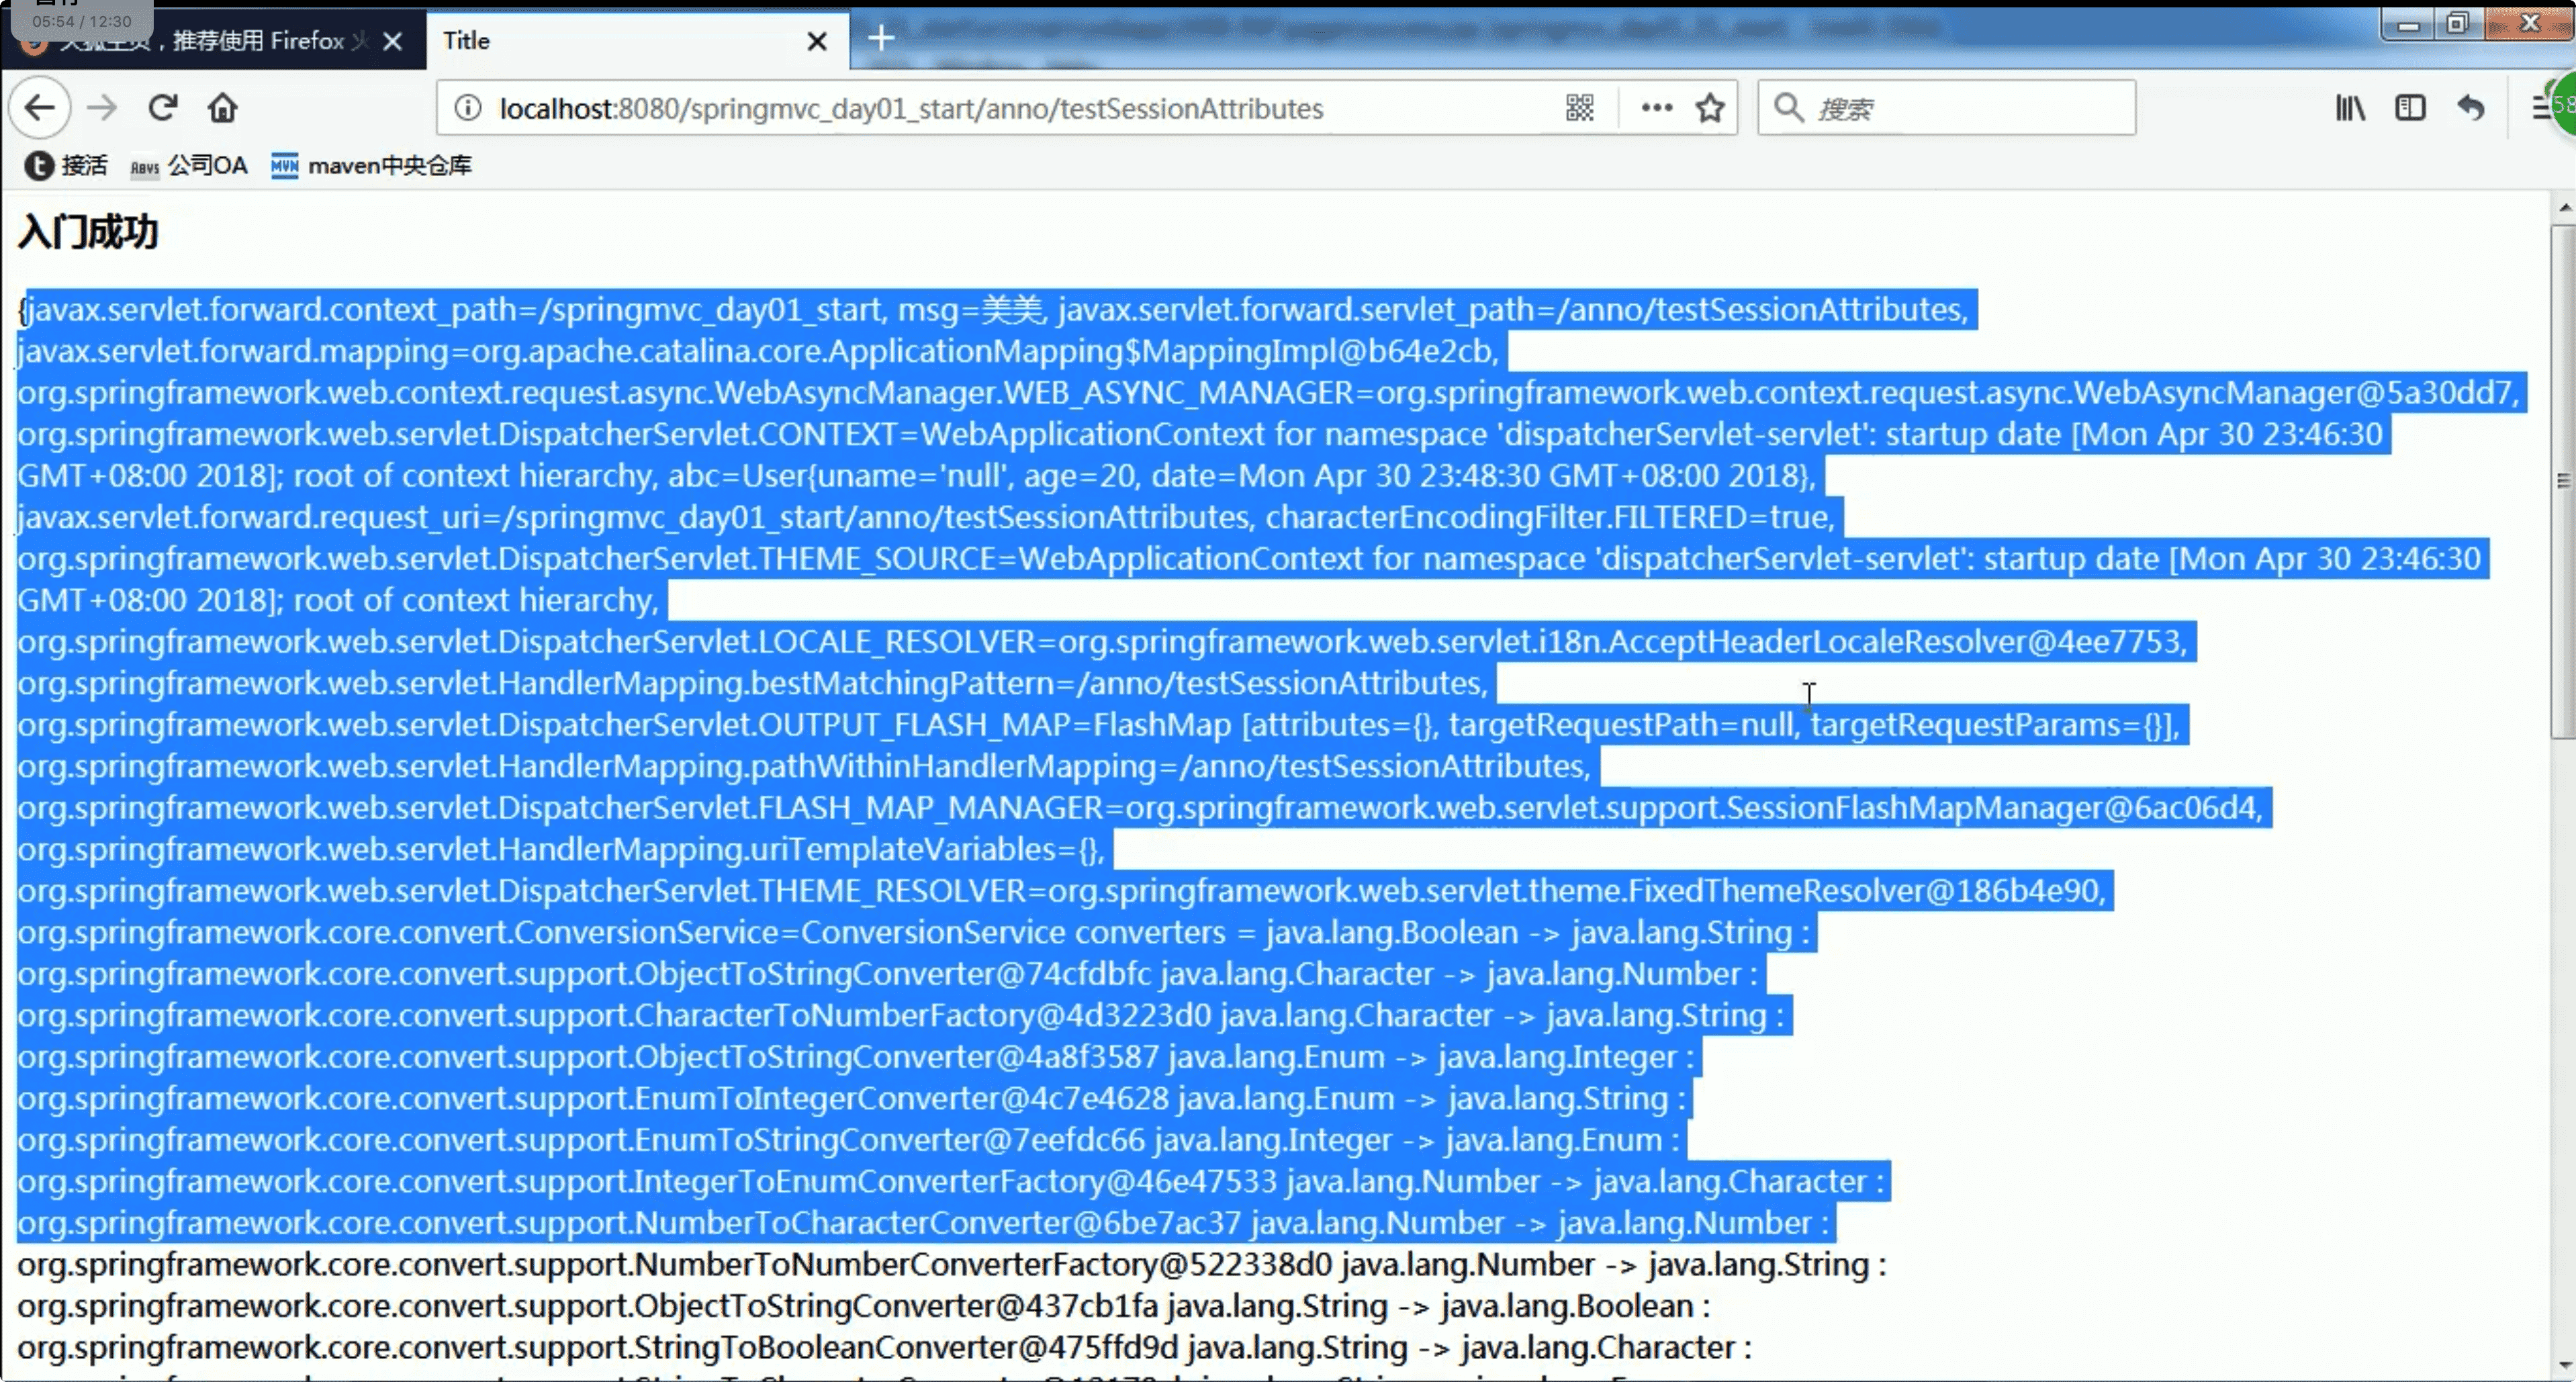 05:54 / 12:30
推荐使用 Firefox 火
Title
localhost:8080/springmvc_day01_start/anno/testSessionAttributes
搜索
58
接活 公司OA MVN maven中央仓库
入门成功
{javax.servlet.forward.context_path=/springmvc_day01_start, msg=美美, javax.servlet.forward.servlet_path=/anno/testSessionAttributes,
javax.servlet.forward.mapping=org.apache.catalina.core.ApplicationMapping$MappingImpl@b64e2cb,
org.springframework.web.context.request.async.WebAsyncManager.WEB_ASYNC_MANAGER=org.springframework.web.context.request.async.WebAsyncManager@5a30dd7,
org.springframework.web.servlet.DispatcherServlet.CONTEXT=WebApplicationContext for namespace 'dispatcherServlet-servlet': startup date [Mon Apr 30 23:46:30
GMT+08:00 2018]; root of context hierarchy, abc=User{uname='null', age=20, date=Mon Apr 30 23:48:30 GMT+08:00 2018},
javax.servlet.forward.request_uri=/springmvc_day01_start/anno/testSessionAttributes, characterEncodingFilter.FILTERED=true,
org.springframework.web.servlet.DispatcherServlet.THEME_SOURCE=WebApplicationContext for namespace 'dispatcherServlet-servlet': startup date [Mon Apr 30 23:46:30
GMT+08:00 2018]; root of context hierarchy,
org.springframework.web.servlet.DispatcherServlet.LOCALE_RESOLVER=org.springframework.web.servlet.i18n.AcceptHeaderLocaleResolver@4ee7753,
org.springframework.web.servlet.HandlerMapping.bestMatchingPattern=/anno/testSessionAttributes,
org.springframework.web.servlet.DispatcherServlet.OUTPUT_FLASH_MAP=FlashMap [attributes={}, targetRequestPath=null, targetRequestParams={}],
org.springframework.web.servlet.HandlerMapping.pathWithinHandlerMapping=/anno/testSessionAttributes,
org.springframework.web.servlet.DispatcherServlet.FLASH_MAP_MANAGER=org.springframework.web.servlet.support.SessionFlashMapManager@6ac06d4,
org.springframework.web.servlet.HandlerMapping.uriTemplateVariables={},
org.springframework.web.servlet.DispatcherServlet.THEME_RESOLVER=org.springframework.web.servlet.theme.FixedThemeResolver@186b4e90,
org.springframework.core.convert.ConversionService=ConversionService converters = java.lang.Boolean -> java.lang.String :
org.springframework.core.convert.support.ObjectToStringConverter@74cfdbfc java.lang.Character -> java.lang.Number :
org.springframework.core.convert.support.CharacterToNumberFactory@4d3223d0 java.lang.Character -> java.lang.String :
org.springframework.core.convert.support.ObjectToStringConverter@4a8f3587 java.lang.Enum -> java.lang.Integer :
org.springframework.core.convert.support.EnumToIntegerConverter@4c7e4628 java.lang.Enum -> java.lang.String :
org.springframework.core.convert.support.EnumToStringConverter@7eefdc66 java.lang.Integer -> java.lang.Enum :
org.springframework.core.convert.support.IntegerToEnumConverterFactory@46e47533 java.lang.Number -> java.lang.Character :
org.springframework.core.convert.support.NumberToCharacterConverter@6be7ac37 java.lang.Number -> java.lang.Number :
org.springframework.core.convert.support.NumberToNumberConverterFactory@522338d0 java.lang.Number -> java.lang.String :
org.springframework.core.convert.support.ObjectToStringConverter@437cb1fa java.lang.String -> java.lang.Boolean :
org.springframework.core.convert.support.StringToBooleanConverter@475ffd9d java.lang.String -> java.lang.Character :